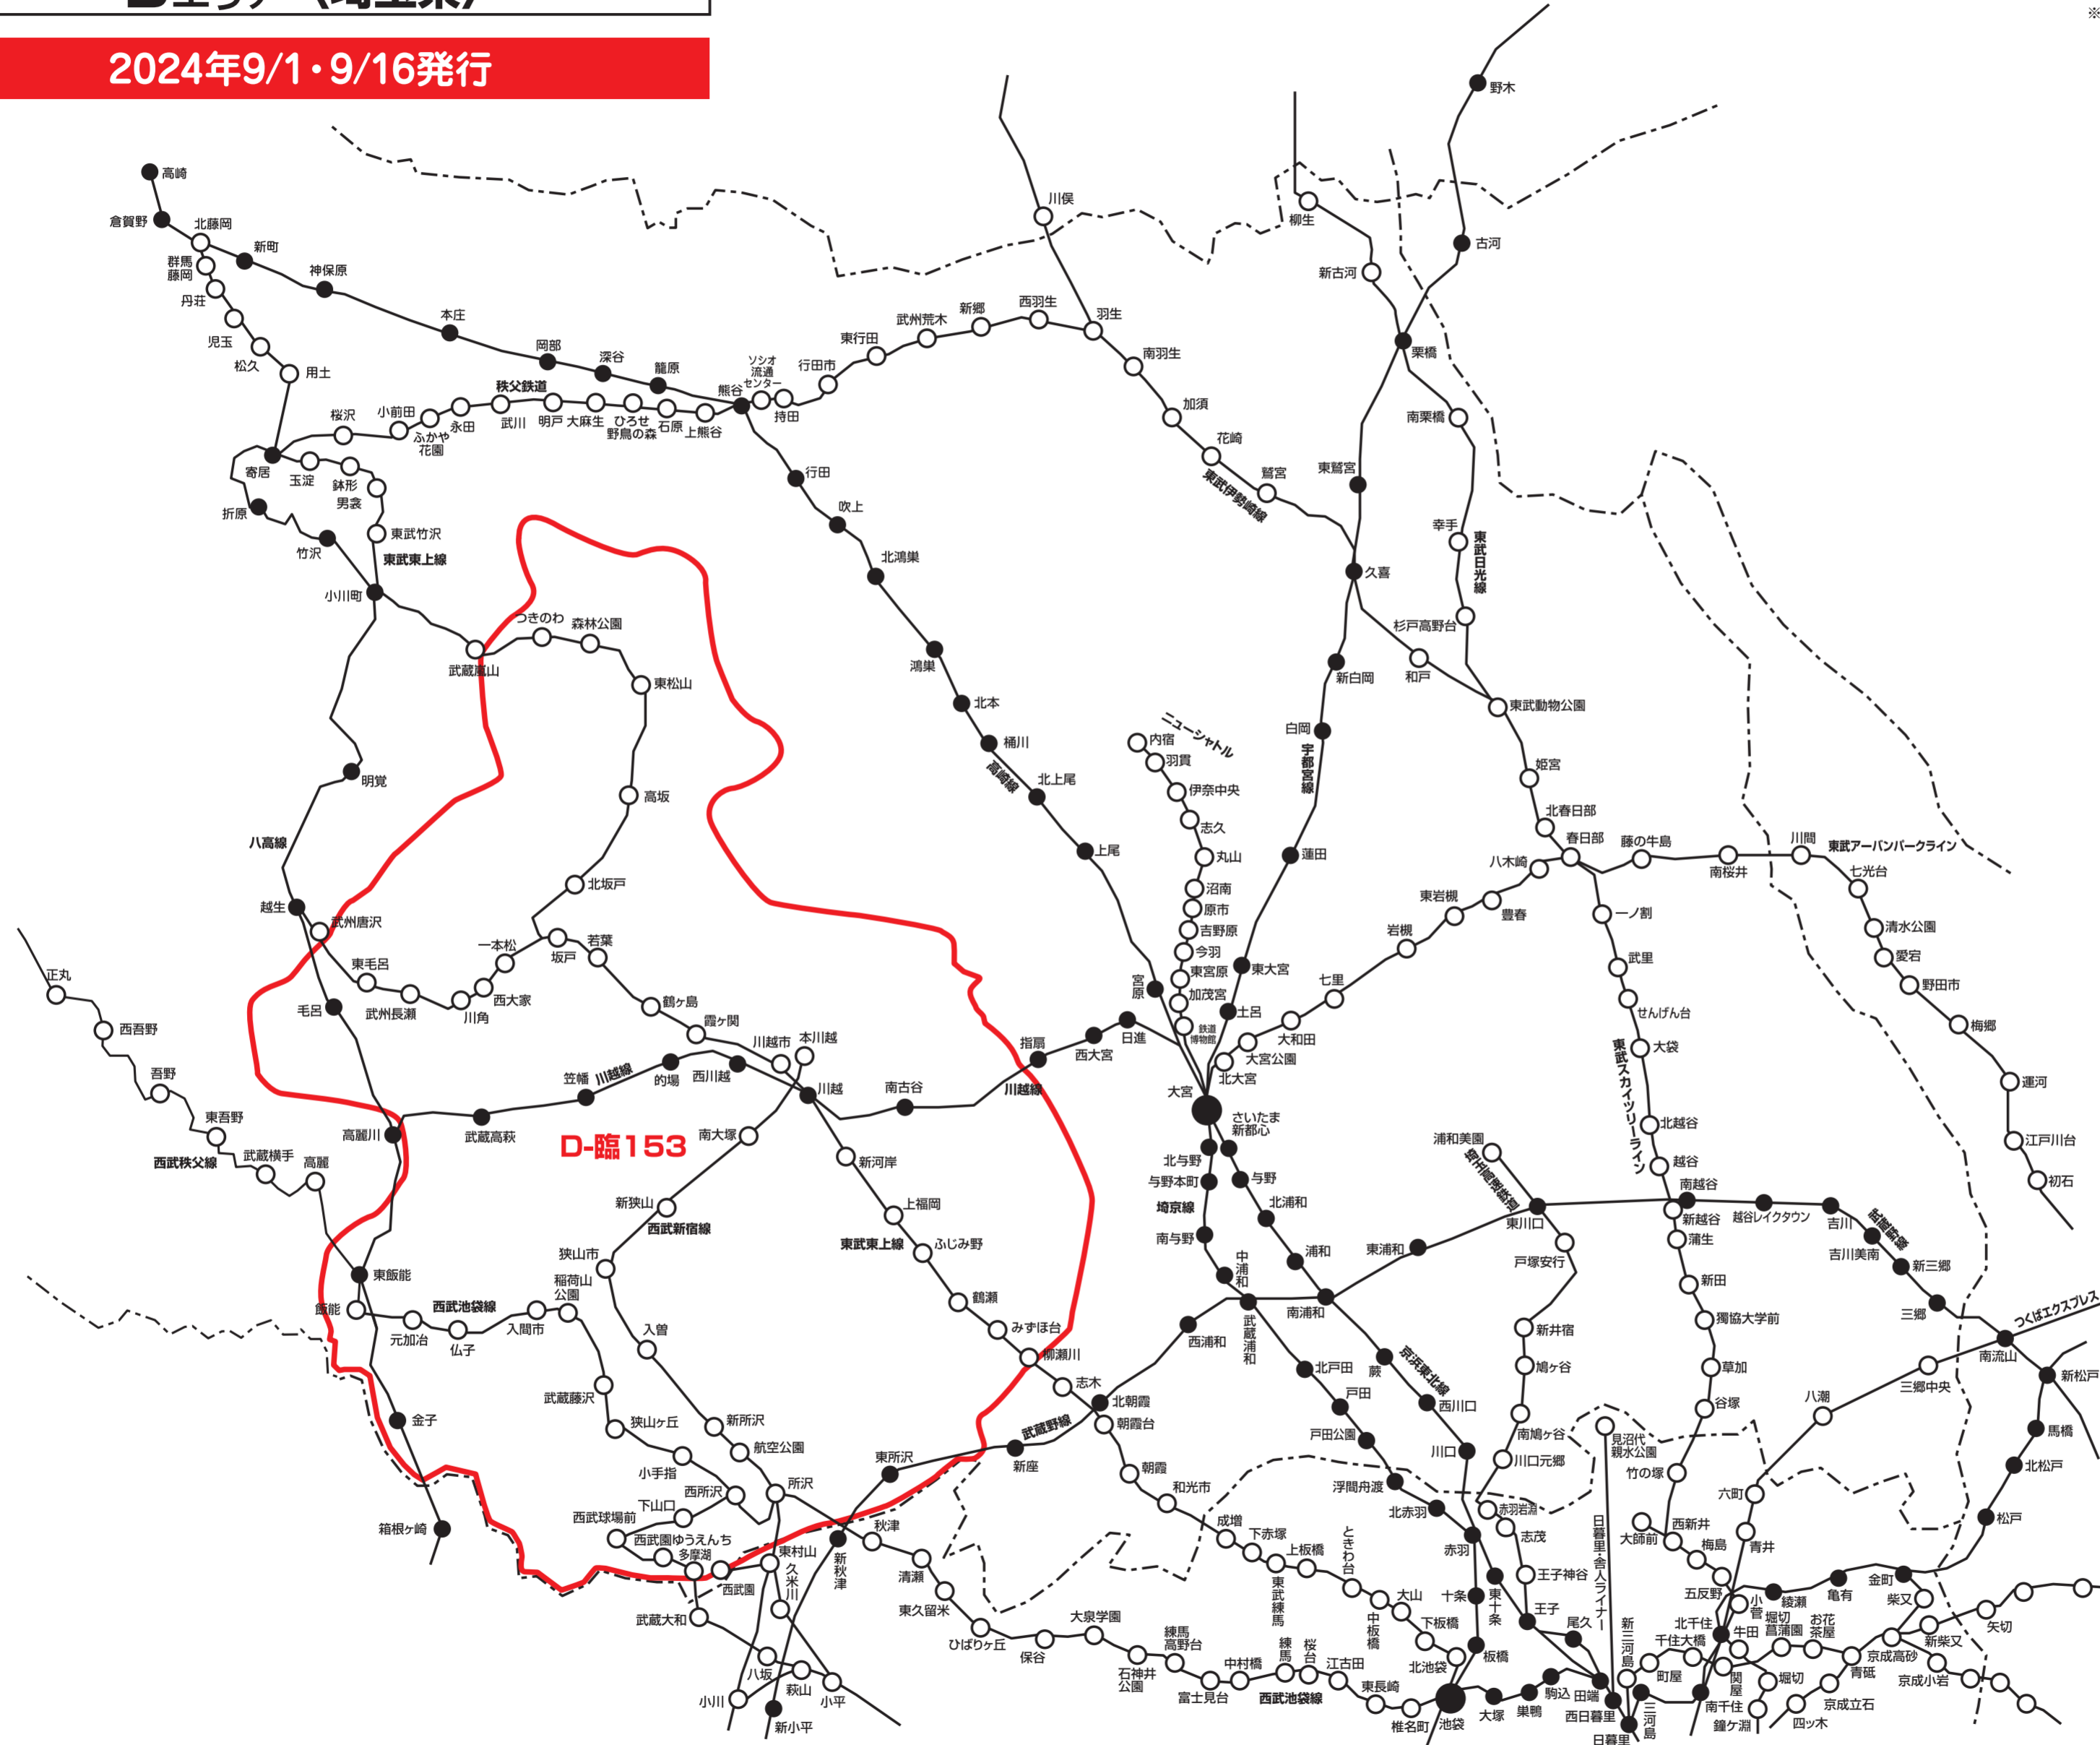 Dエリア（埼玉県）
※
2024年9/1・9/16発行
野木
高崎
倉賀野
北藤岡
新町
群馬
藤岡
神保原
丹荘
児玉
松久
用土
本庄
岡部
深谷
籠原
熊谷
ソシオ
流通
センター
持田
行田市
東行田
武州荒木
新郷
西羽生
羽生
川俣
柳生
新古河
古河
栗橋
南羽生
加須
花崎
鷲宮
東武伊勢崎線
東鷲宮
南栗橋
幸手
東武日光線
久喜
杉戸高野台
和戸
東武動物公園
秩父鉄道
桜沢
小前田
ふかや
花園
永田
武川
明戸
大麻生
ひろせ
野鳥の森
石原
上熊谷
寄居
玉淀
鉢形
男衾
折原
竹沢
東武竹沢
東武東上線
小川町
行田
吹上
北鴻巣
鴻巣
北本
桶川
高崎線
北上尾
上尾
宮原
つきのわ
森林公園
武蔵嵐山
東松山
高坂
北坂戸
明覚
八高線
越生
武州唐沢
東毛呂
武州長瀬
川角
西大家
一本松
坂戸
若葉
鶴ヶ島
霞ヶ関
川越市
本川越
毛呂
新白岡
白岡
宇都宮線
蓮田
東大宮
土呂
ニューシャトル
内宿
羽貫
伊奈中央
志久
丸山
沼南
原市
吉野原
今羽
東宮原
加茂宮
鉄道
博物館
姫宮
北春日部
春日部
八木崎
豊春
東岩槻
岩槻
七里
大和田
大宮公園
北大宮
藤の牛島
南桜井
川間
東武アーバンパークライン
七光台
清水公園
愛宕
野田市
梅郷
運河
江戸川台
初石
一ノ割
武里
せんげん台
大袋
東武スカイツリーライン
北越谷
越谷
南越谷
新越谷
蒲生
新田
獨協大学前
草加
谷塚
竹の塚
正丸
西吾野
吾野
東吾野
武蔵横手
西武秩父線
高麗
高麗川
武蔵高萩
笠幡
川越線
的場
西川越
川越
南古谷
川越線
指扇
西大宮
日進
大宮
さいたま
新都心
D-臨153
南大塚
新狭山
西武新宿線
狭山市
稲荷山
公園
入曽
新河岸
上福岡
東武東上線
ふじみ野
鶴瀬
みずほ台
柳瀬川
志木
北朝霞
朝霞台
朝霞
和光市
北与野
与野本町
埼京線
南与野
中浦和
武蔵浦和
西浦和
与野
北浦和
浦和
南浦和
東浦和
浦和美園
埼玉高速鉄道
東川口
戸塚安行
新井宿
鳩ヶ谷
南鳩ヶ谷
川口元郷
越谷レイクタウン
吉川
武蔵野線
吉川美南
新三郷
三郷
つくばエクスプレス
南流山
三郷中央
八潮
六町
青井
新松戸
馬橋
北松戸
松戸
東飯能
飯能
元加治
西武池袋線
仏子
入間市
武蔵藤沢
狭山ヶ丘
小手指
西所沢
新所沢
航空公園
所沢
金子
箱根ヶ崎
下山口
西武球場前
西武園ゆうえんち
多摩湖
西武園
東村山
久米川
武蔵大和
八坂
萩山
小平
小川
新小平
新秋津
秋津
東所沢
武蔵野線
新座
清瀬
東久留米
ひばりヶ丘
保谷
大泉学園
石神井
公園
練馬
高野台
富士見台
中村橋
練馬
桜台
西武池袋線
江古田
東長崎
椎名町
池袋
北戸田
戸田
戸田公園
浮間舟渡
北赤羽
赤羽
蕨
京浜東北線
西川口
川口
赤羽岩淵
志茂
王子神谷
王子
十条
東十条
板橋
尾久
成増
下赤塚
東武練馬
上板橋
ときわ台
中板橋
大山
下板橋
北池袋
大塚
巣鴨
駒込
田端
西日暮里
日暮里
三河島
新三河島
日暮里・舎人ライナー
見沼代
親水公園
大師前
西新井
梅島
五反野
小菅
綾瀬
亀有
金町
柴又
北千住
千住大橋
町屋
牛田
堀切
菖蒲園
お花
茶屋
関屋
堀切
南千住
鐘ケ淵
青砥
京成立石
四ツ木
京成高砂
新柴又
京成小岩
矢切